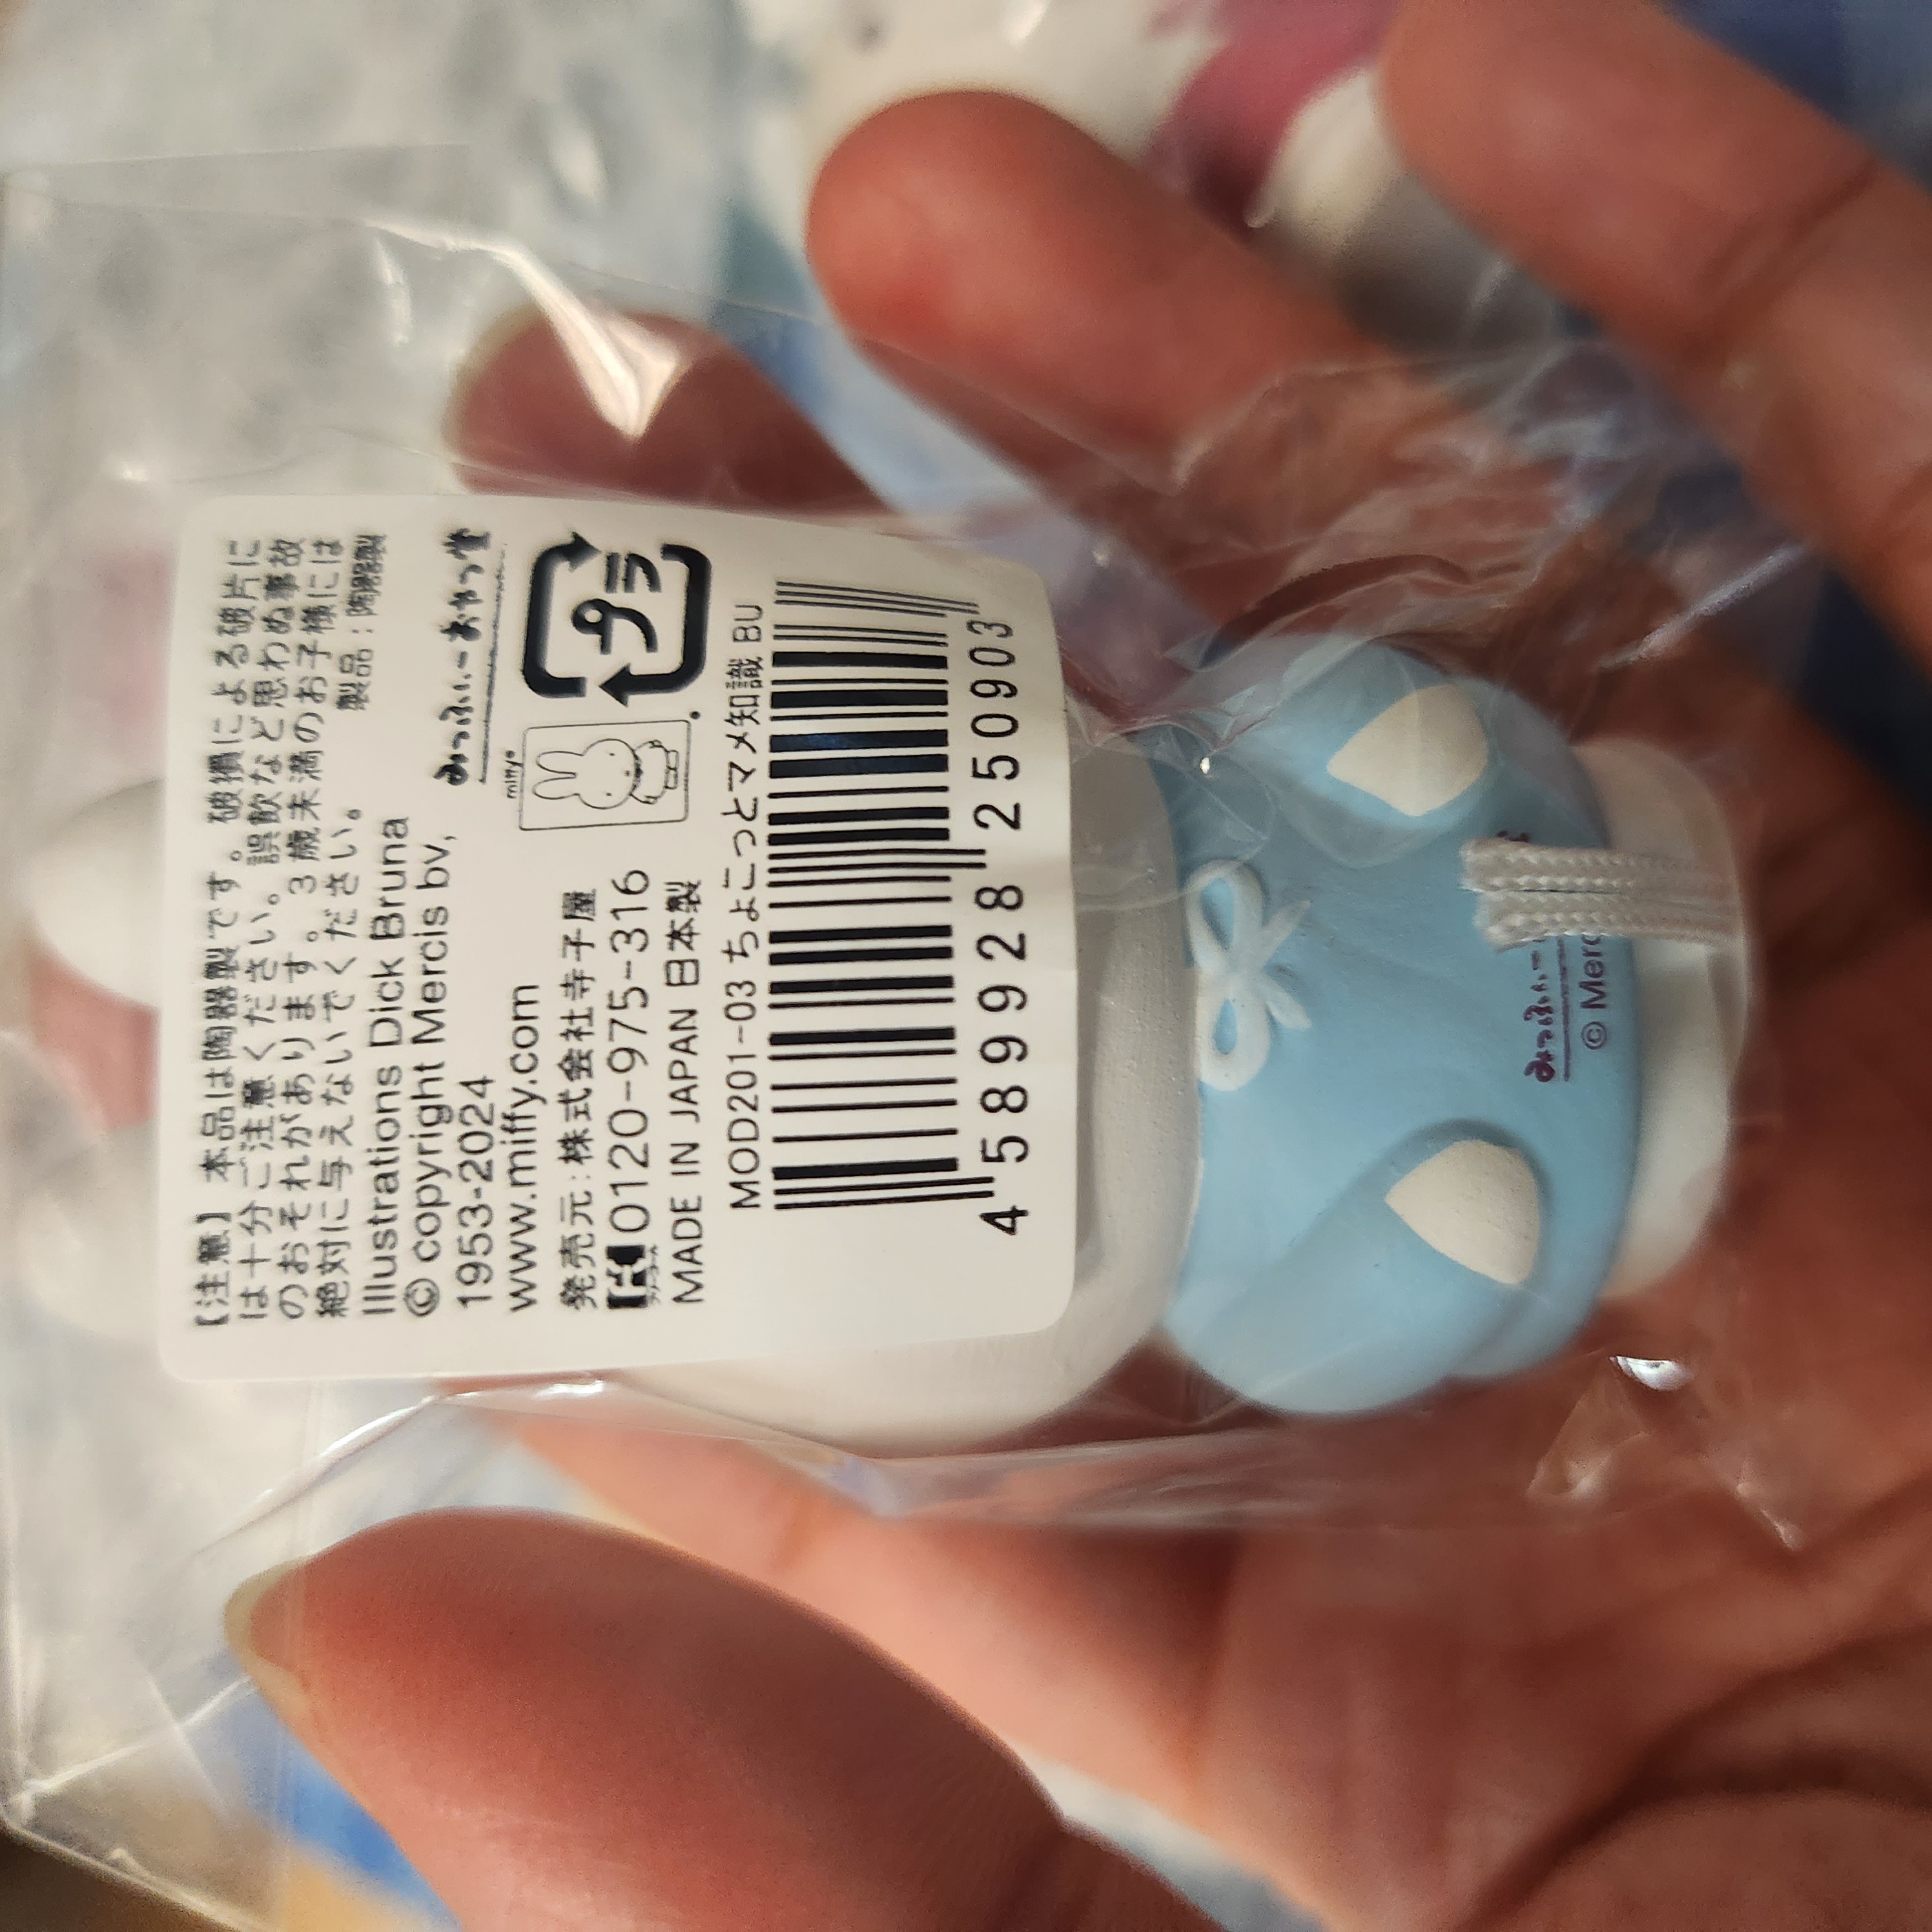 【注意】本品は陶器製です。破損による破片に
は十分ご注意ください。誤飲など思わぬ事故
のおそれがあります。3歳未満のお子様には
絶対に与えないでください。
製品：陶器製
Illustrations Dick Bruna
© copyright Mercis bv,
1953-2024
www.miffy.com
みっふぃーおやつ堂
miffy
プラ
発売元：株式会社寺子屋
0120-975-316
MADE IN JAPAN 日本製
MOD201-03 ちょこっとマメ知識 BU
4 589928 250903
みっふぃー
© Merc